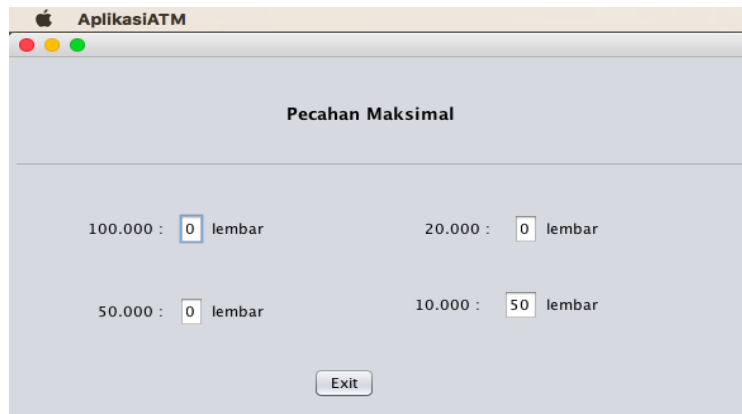 AplikasiATM
Pecahan Maksimal
100.000 : 0 lembar
20.000 : 0 lembar
50.000 : 0 lembar
10.000 : 50 lembar
Exit